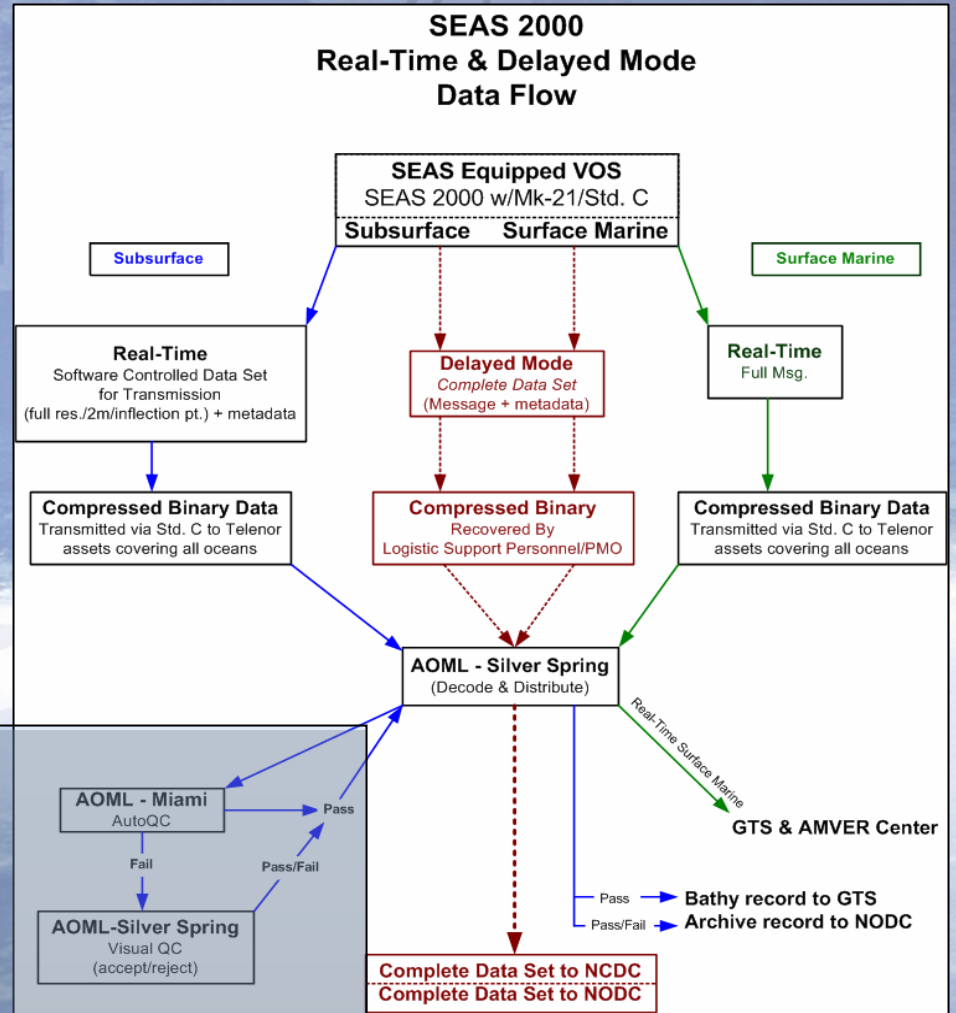 SEAS 2000
Real-Time & Delayed Mode
Data Flow
SEAS Equipped VOS
SEAS 2000 w/Mk-21/Std. C
Subsurface Surface Marine
Subsurface
Surface Marine
Real-Time
Software Controlled Data Set
for Transmission
(full res./2m/inflection pt.) + metadata
Delayed Mode
Complete Data Set
(Message + metadata)
Real-Time
Full Msg.
Compressed Binary Data
Transmitted via Std. C to Telenor
assets covering all oceans
Compressed Binary
Recovered By
Logistic Support Personnel/PMO
Compressed Binary Data
Transmitted via Std. C to Telenor
assets covering all oceans
AOML - Silver Spring
(Decode & Distribute)
Real-Time Surface Marine
GTS & AMVER Center
AOML - Miami
AutoQC
Pass
Fail
Pass/Fail
AOML-Silver Spring
Visual QC
(accept/reject)
Pass
Bathy record to GTS
Pass/Fail
Archive record to NODC
Complete Data Set to NCDC
Complete Data Set to NODC